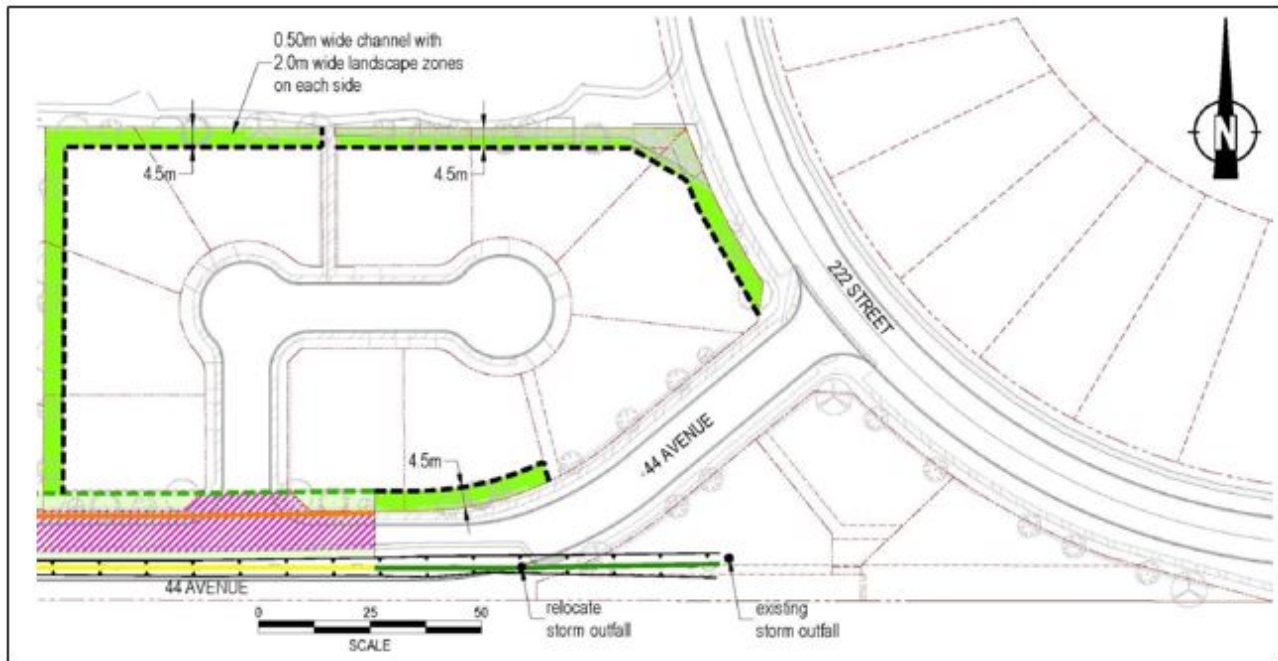 0.50m wide channel with
2.0m wide landscape zones
on each side
N
4.5m
4.5m
222 STREET
4.5m
44 AVENUE
44 AVENUE
0 25 50
SCALE
relocate
storm outfall
existing
storm outfall